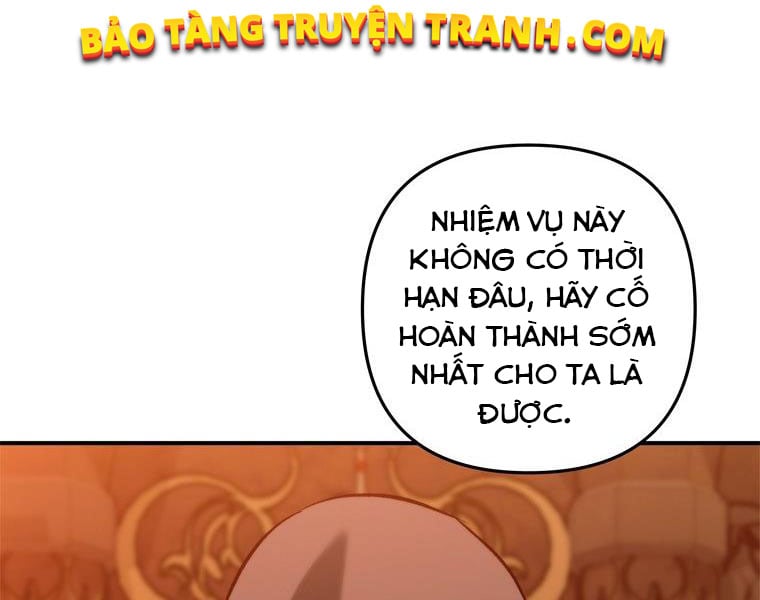 BẢO TÀNG TRUYỆN TRANH.COM
NHIỆM VỤ NÀY
KHÔNG CÓ THỜI
HẠN ĐÂU, HÃY CỐ
HOÀN THÀNH SỚM
NHẤT CHO TA LÀ
ĐƯỢC.